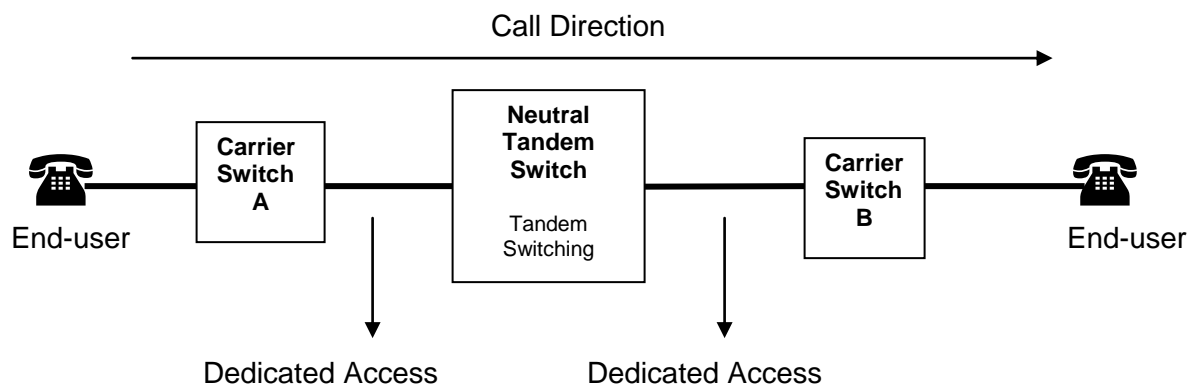 Call Direction
Neutral
Tandem
Switch
Tandem
Switching
Carrier
Switch
A
Carrier
Switch
B
End-user
End-user
Dedicated Access
Dedicated Access